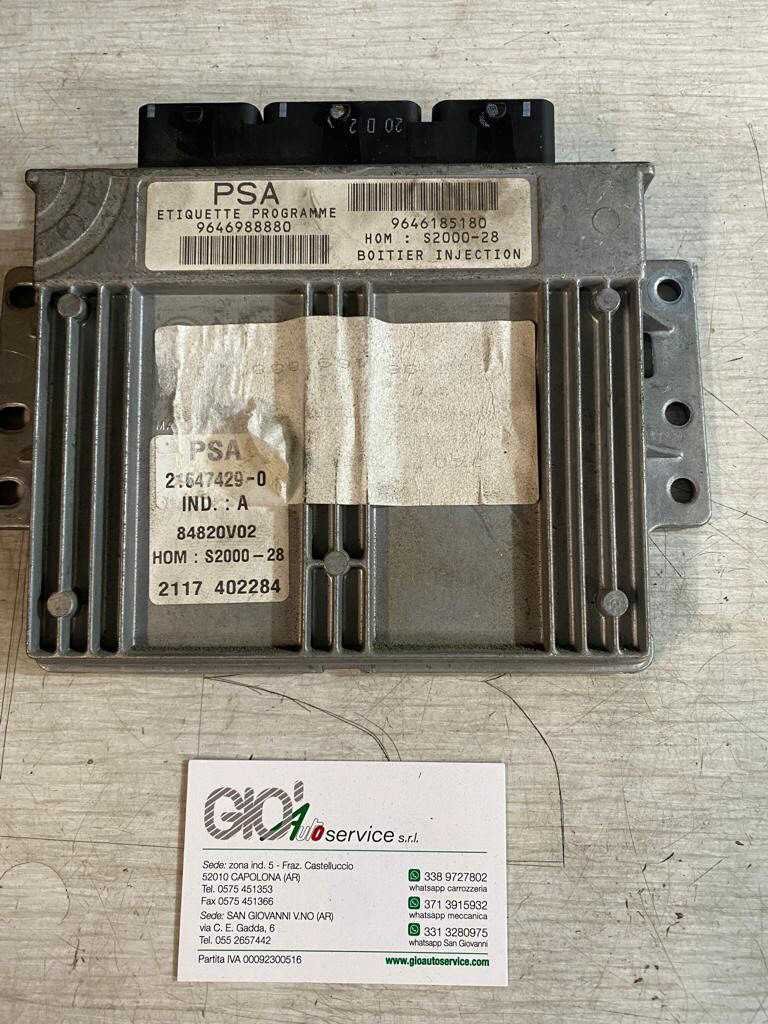 20 D 2
PSA
ETIQUETTE PROGRAMME
9646988880
9646185180
HOM : S2000-28
BOITIER INJECTION
PSA
21647429-0
IND. : A
84820V02
HOM : S2000-28
2117 402284
GIO'
Auto service s.r.l.
Sede: zona ind. 5 - Fraz. Castelluccio
52010 CAPOLONA (AR)
Tel. 0575 451353
Fax 0575 451366
Sede: SAN GIOVANNI V.NO (AR)
via C. E. Gadda, 6
Tel. 055 2657442
Partita IVA 00092300516
338 9727802
whatsapp carrozzeria
371 3915932
whatsapp meccanica
331 3280975
whatsapp San Giovanni
www.gioautoservice.com